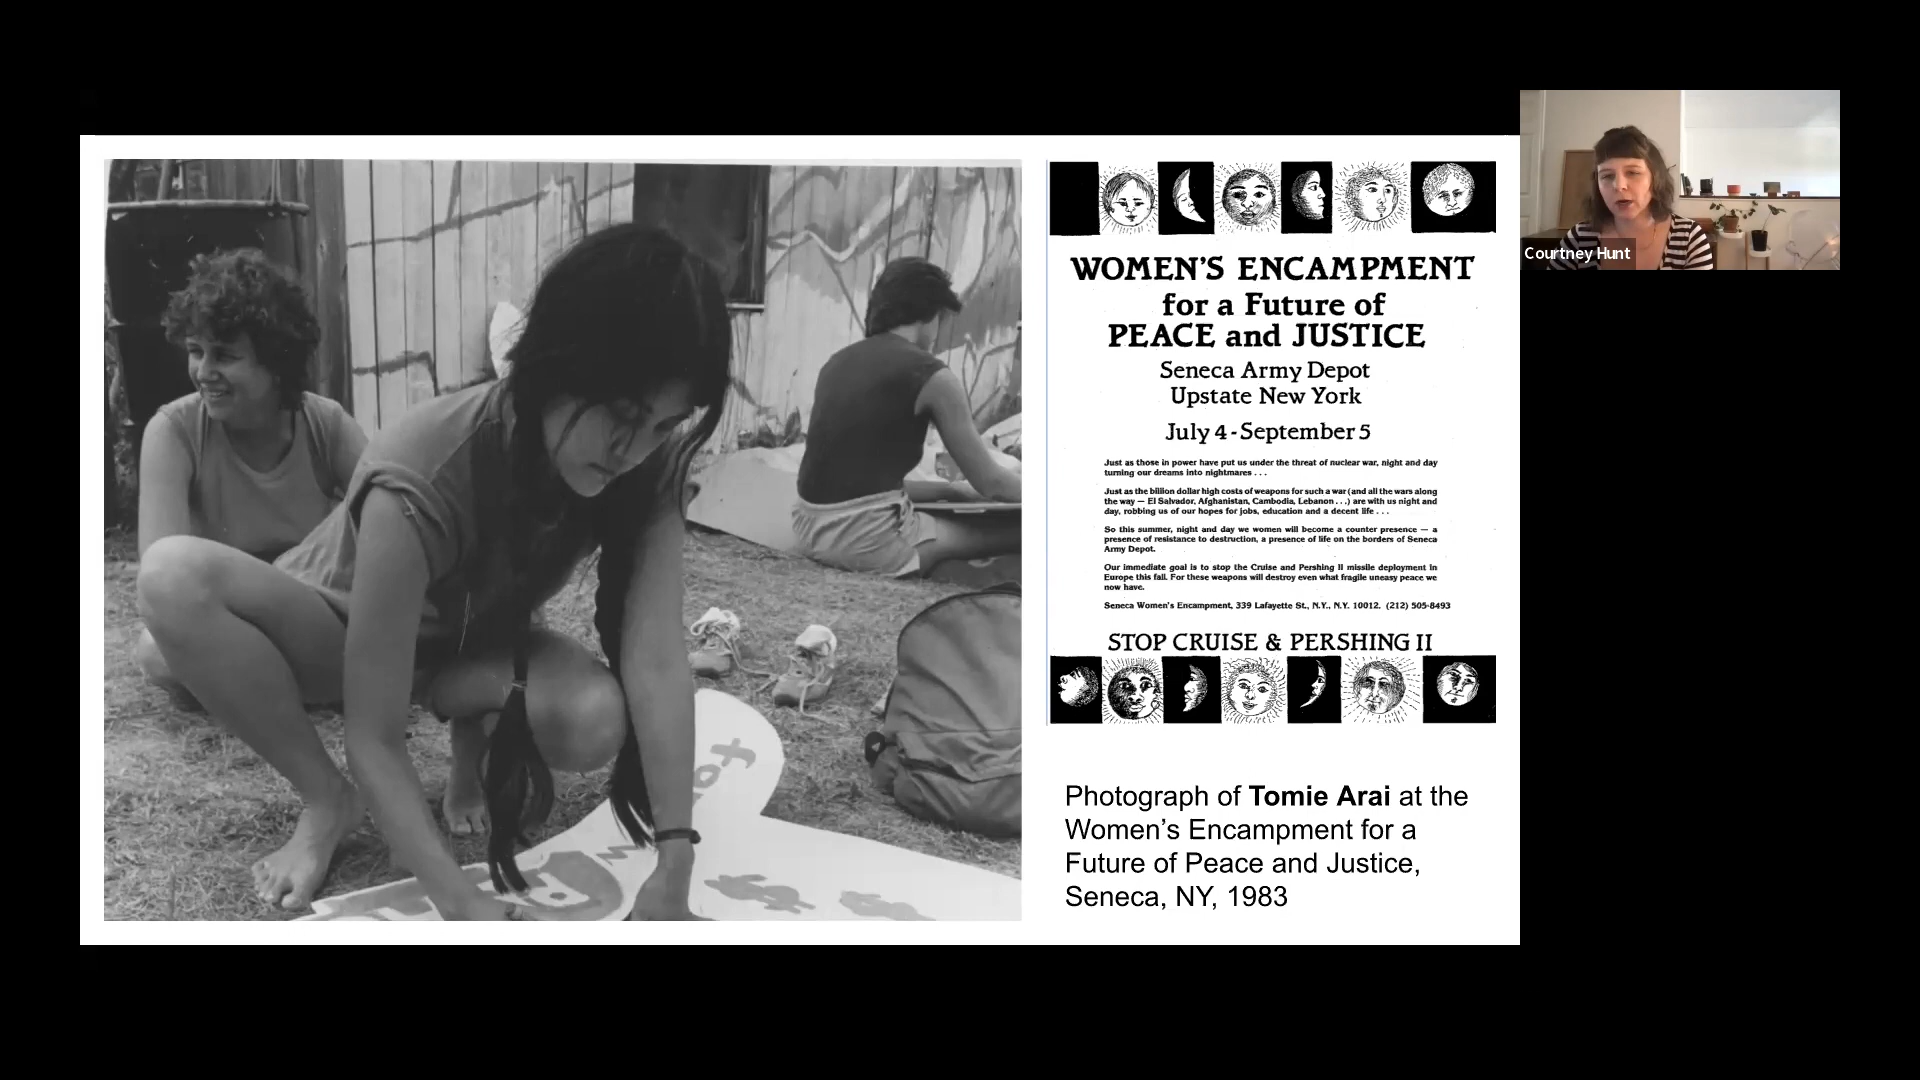 WOMEN'S ENCAMPMENT
for a Future of
PEACE and JUSTICE
Seneca Army Depot
Upstate New York
July 4 - September 5
Just as those in power have put us under the threat of nuclear war, night and day
turning our dreams into nightmares . . .
Just as the billion dollar high costs of weapons for such a war (and all the wars along
the way — El Salvador, Afghanistan, Cambodia, Lebanon . . .) are with us night and
day, robbing us of our hopes for jobs, education and a decent life . . .
So this summer, night and day we women will become a counter presence — a
presence of resistance to destruction, a presence of life on the borders of Seneca
Army Depot.
Our immediate goal is to stop the Cruise and Pershing II missile deployment in
Europe this fall. For these weapons will destroy even what fragile uneasy peace we
now have.
Seneca Women's Encampment, 339 Lafayette St., N.Y., N.Y. 10012. (212) 505-8493
STOP CRUISE & PERSHING II
Photograph of Tomie Arai at the
Women's Encampment for a
Future of Peace and Justice,
Seneca, NY, 1983
Courtney Hunt